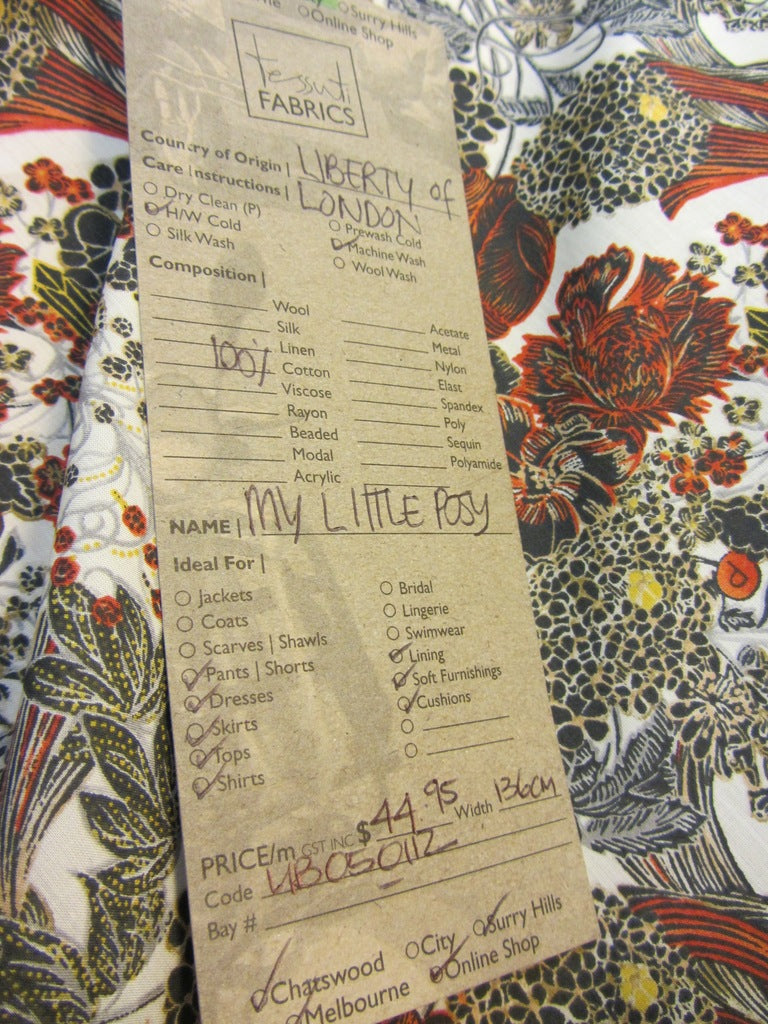 Surry Hills
Online Shop
tessuti
FABRICS
Country of Origin | LIBERTY of
Care Instructions | LONDON
Dry Clean (P)
H/W Cold
Silk Wash
Prewash Cold
Machine Wash
Wool Wash
Composition |
Wool
Silk
Linen
100% Cotton
Viscose
Rayon
Beaded
Modal
Acrylic
Acetate
Metal
Nylon
Elast
Spandex
Poly
Sequin
Polyamide
NAME | MY LITTLE POSY
Ideal For |
Jackets
Coats
Scarves | Shawls
Pants | Shorts
Dresses
Skirts
Tops
Shirts
Bridal
Lingerie
Swimwear
Lining
Soft Furnishings
Cushions
PRICE/m GST INC $44.95 Width 136CM
Code LIB050112
Bay #
Chatswood City Surry Hills
Melbourne Online Shop